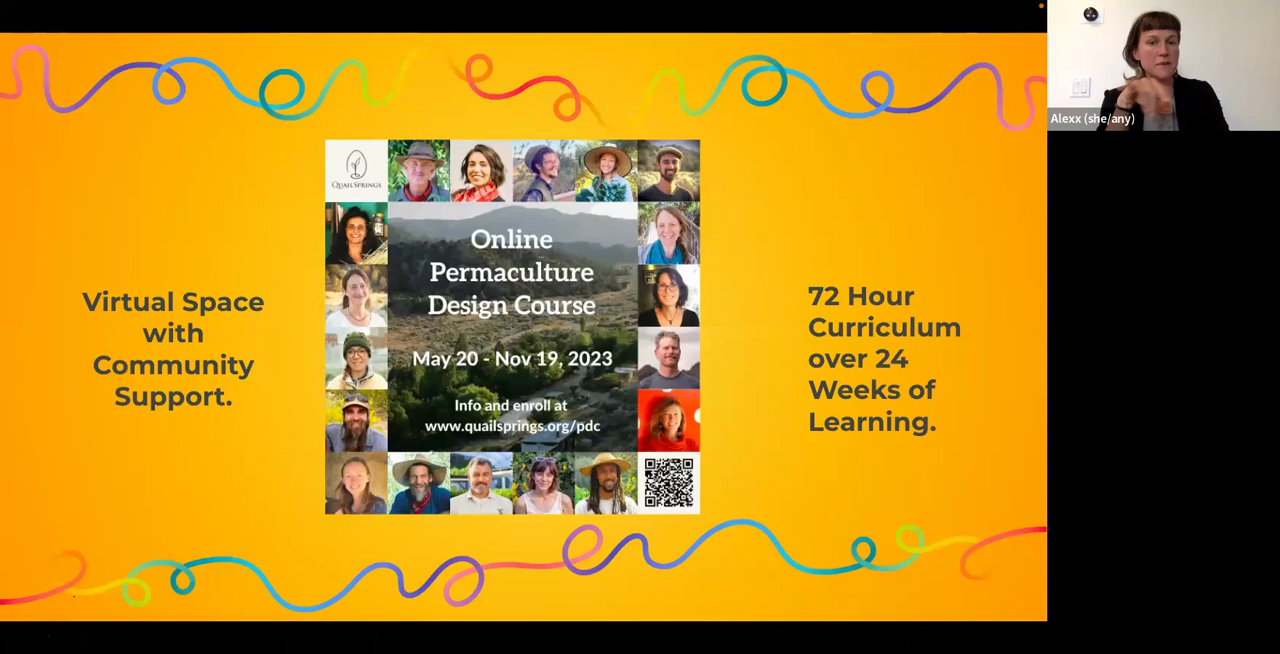 Alexx (she/any)
QUAIL SPRINGS
Online
Permaculture
Design Course
May 20 - Nov 19, 2023
Info and enroll at
www.quailsprings.org/pdc
Virtual Space
with
Community
Support.
72 Hour
Curriculum
over 24
Weeks of
Learning.